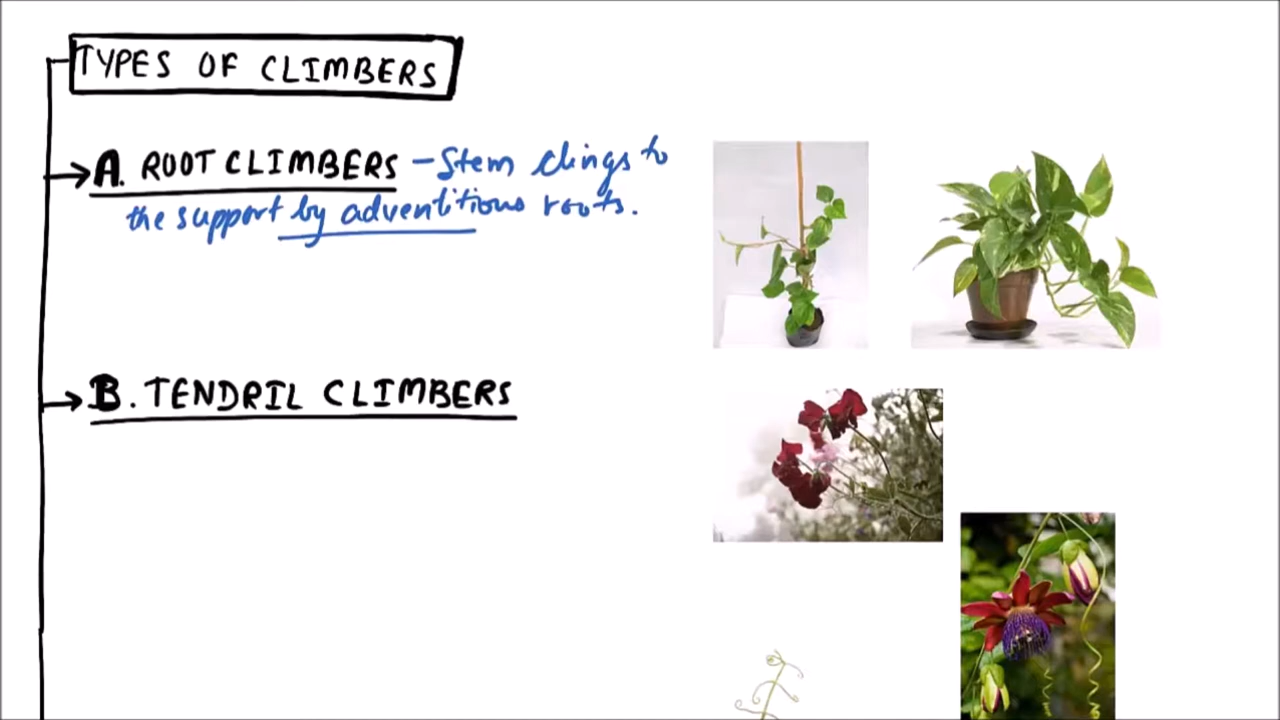 TYPES OF CLIMBERS
A. ROOT CLIMBERS - Stem clings to
the support by adventitious roots.
B. TENDRIL CLIMBERS